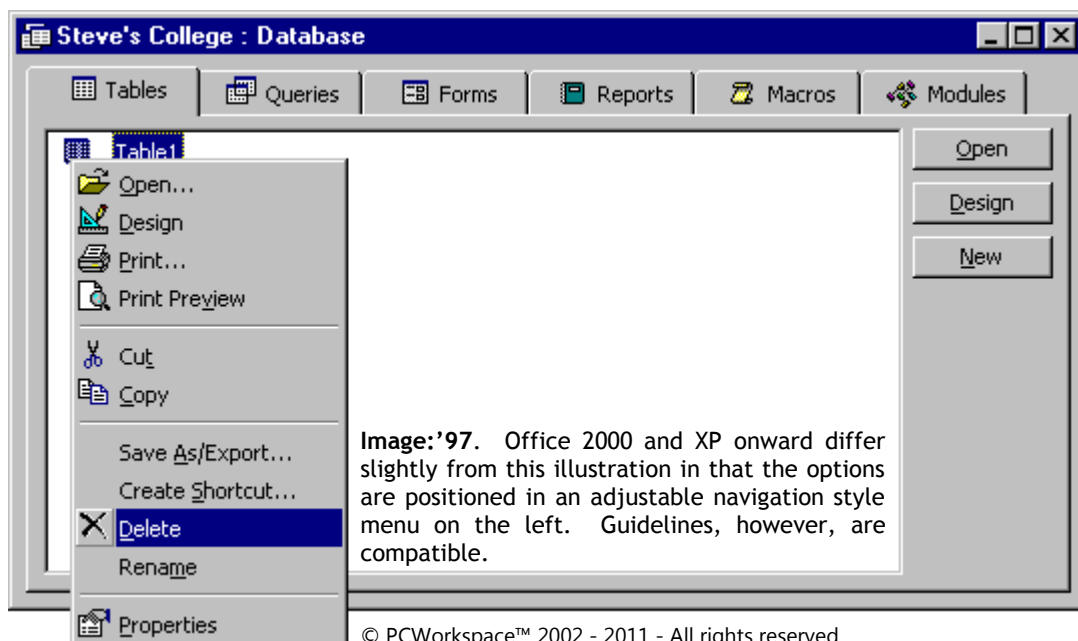 Steve's College : Database
Tables Queries Forms Reports Macros Modules
Table1
Open
Design
New
Open...
Design
Print...
Print Preview
Cut
Copy
Save As/Export...
Create Shortcut...
Delete
Rename
Properties
Image:'97. Office 2000 and XP onward differ
slightly from this illustration in that the options
are positioned in an adjustable navigation style
menu on the left. Guidelines, however, are
compatible.
© PCWorkspace™ 2002 - 2011 - All rights reserved